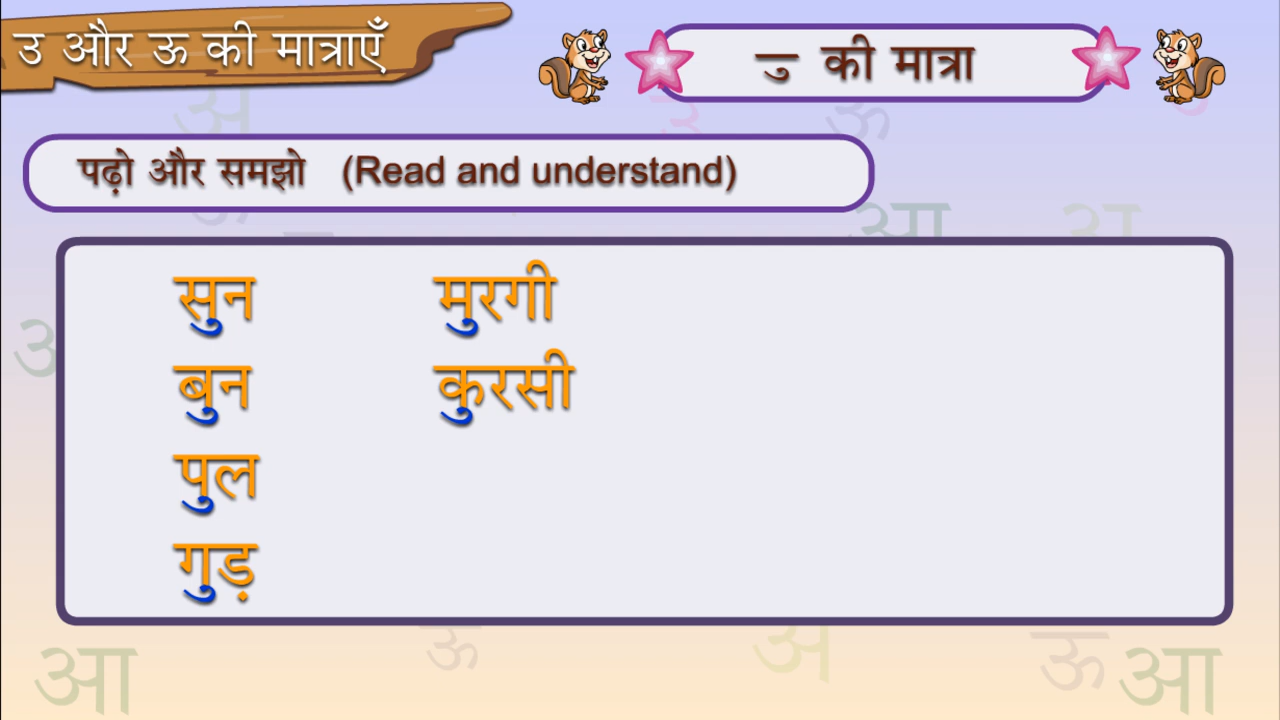 उ और ऊ की मात्राएँ
ु की मात्रा
पढ़ो और समझो (Read and understand)
सुन मुरगी
बुन कुरसी
पुल
गुड़